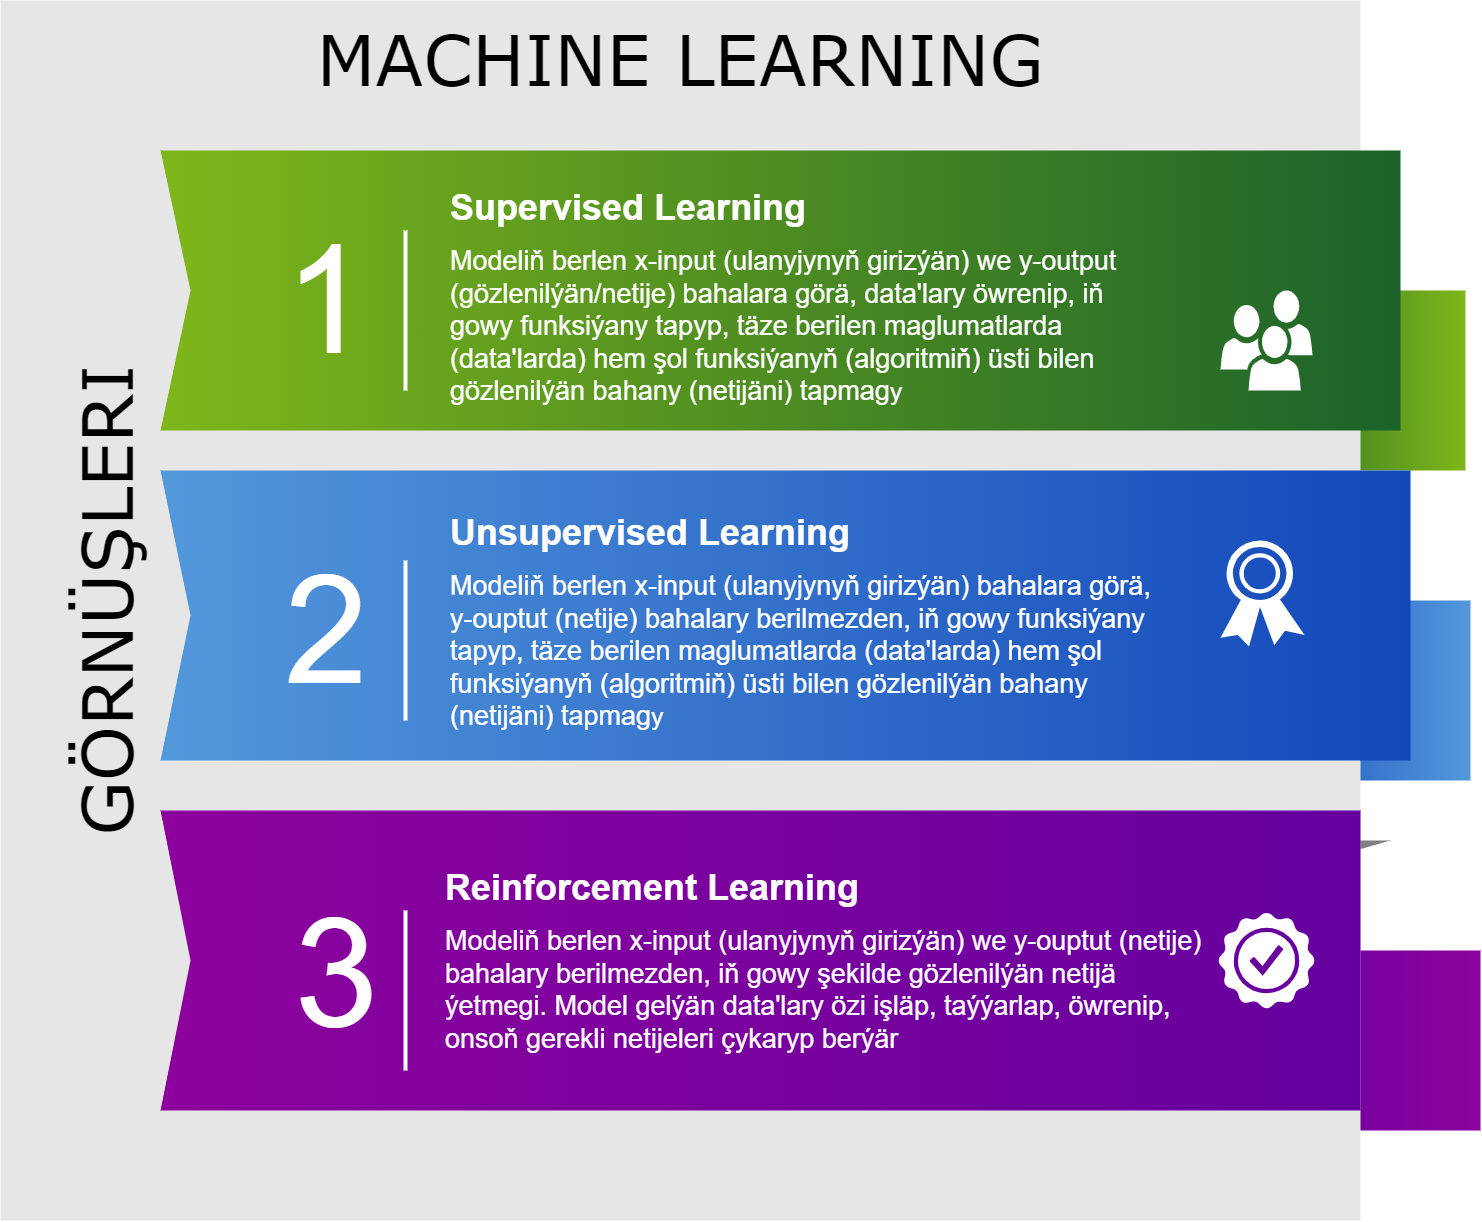 MACHINE LEARNING
GÖRNÜŞLERI
1
Supervised Learning
Modeliň berlen x-input (ulanyjynyň girizýän) we y-output
(gözlenilýän/netije) bahalara görä, data'lary öwrenip, iň
gowy funksiýany tapyp, täze berilen maglumatlarda
(data'larda) hem şol funksiýanyň (algoritmiň) üsti bilen
gözlenilýän bahany (netijäni) tapmagy
2
Unsupervised Learning
Modeliň berlen x-input (ulanyjynyň girizýän) bahalara görä,
y-ouptut (netije) bahalary berilmezden, iň gowy funksiýany
tapyp, täze berilen maglumatlarda (data'larda) hem şol
funksiýanyň (algoritmiň) üsti bilen gözlenilýän bahany
(netijäni) tapmagy
3
Reinforcement Learning
Modeliň berlen x-input (ulanyjynyň girizýän) we y-ouptut (netije)
bahalary berilmezden, iň gowy şekilde gözlenilýän netijä
ýetmegi. Model gelýän data'lary özi işläp, taýýarlap, öwrenip,
onsoň gerekli netijeleri çykaryp berýär